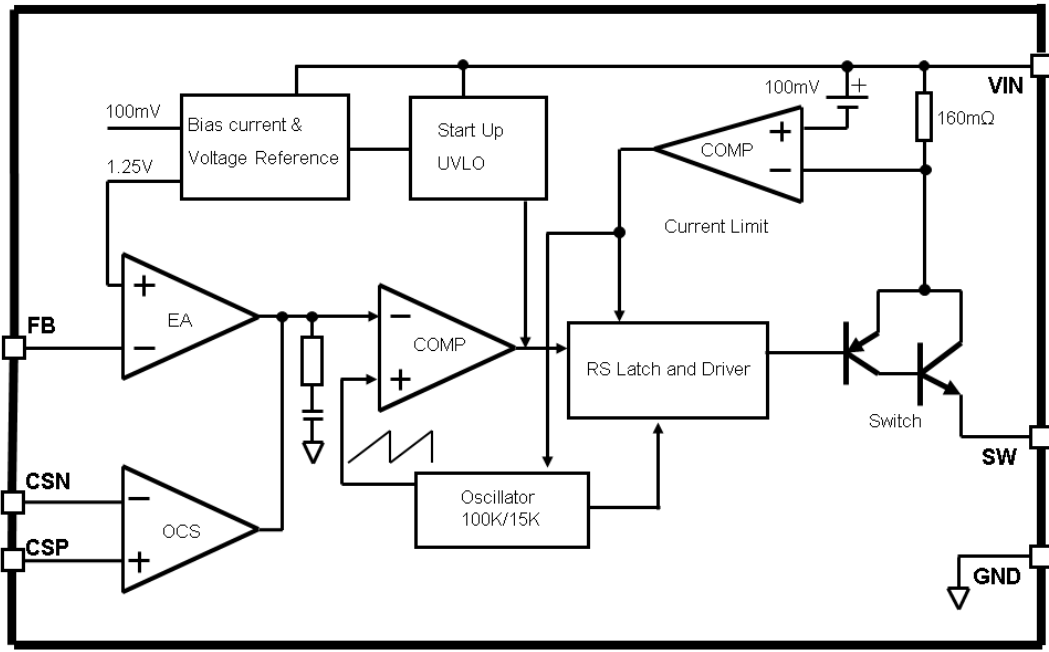 VIN
100mV
+
160mΩ
100mV
Bias current &
Voltage Reference
Start Up
UVLO
+
COMP
−
1.25V
Current Limit
+
EA
−
FB
−
COMP
+
RS Latch and Driver
Switch
SW
CSN
−
OCS
CSP
+
Oscillator
100K/15K
GND